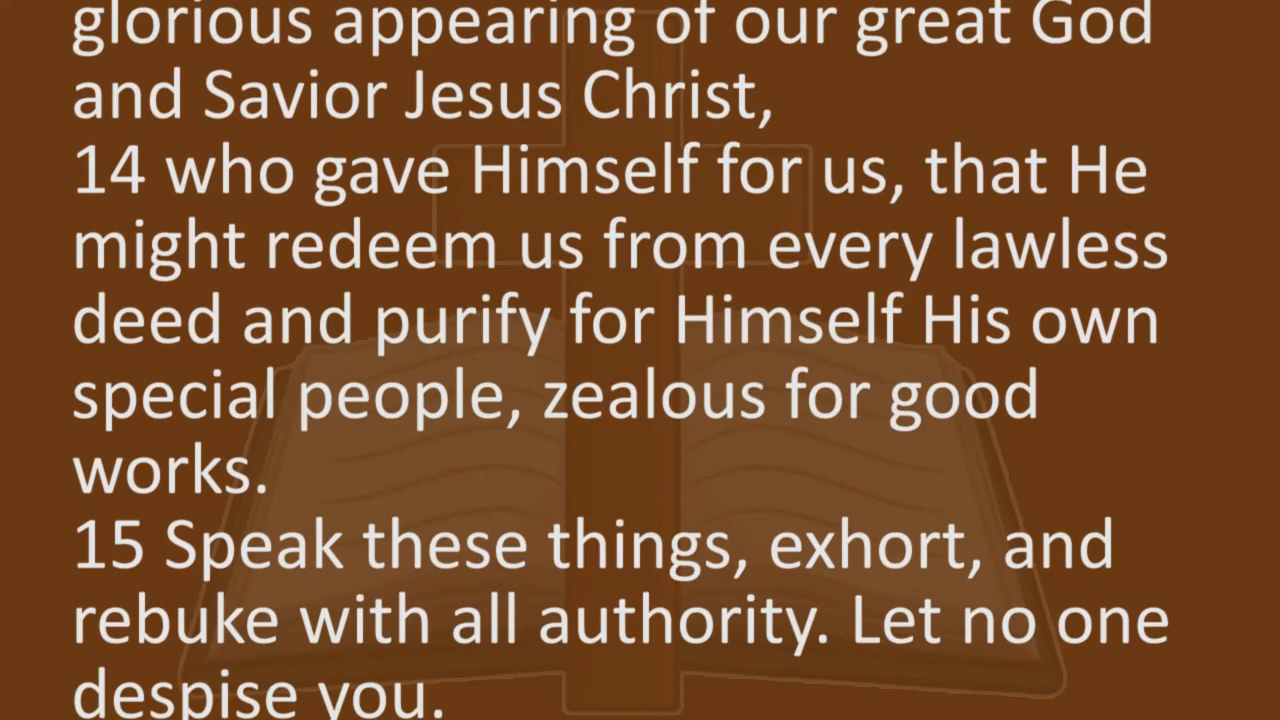 glorious appearing of our great God
and Savior Jesus Christ,
14 who gave Himself for us, that He
might redeem us from every lawless
deed and purify for Himself His own
special people, zealous for good
works.
15 Speak these things, exhort, and
rebuke with all authority. Let no one
despise you.